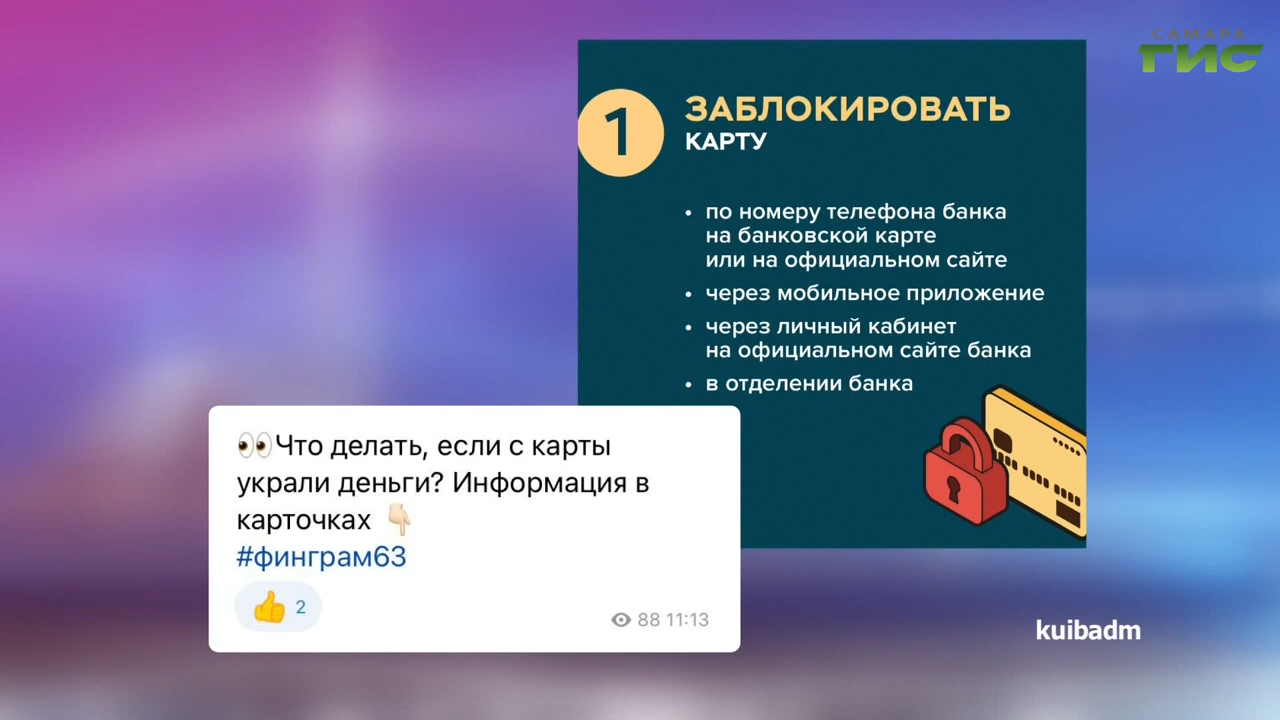 САМАРА
ГИС
1
ЗАБЛОКИРОВАТЬ
КАРТУ
• по номеру телефона банка
на банковской карте
или на официальном сайте
• через мобильное приложение
• через личный кабинет
на официальном сайте банка
• в отделении банка
👀Что делать, если с карты
украли деньги? Информация в
карточках 👇🏻
#финграм63
👍 2
88 11:13
kuibadm